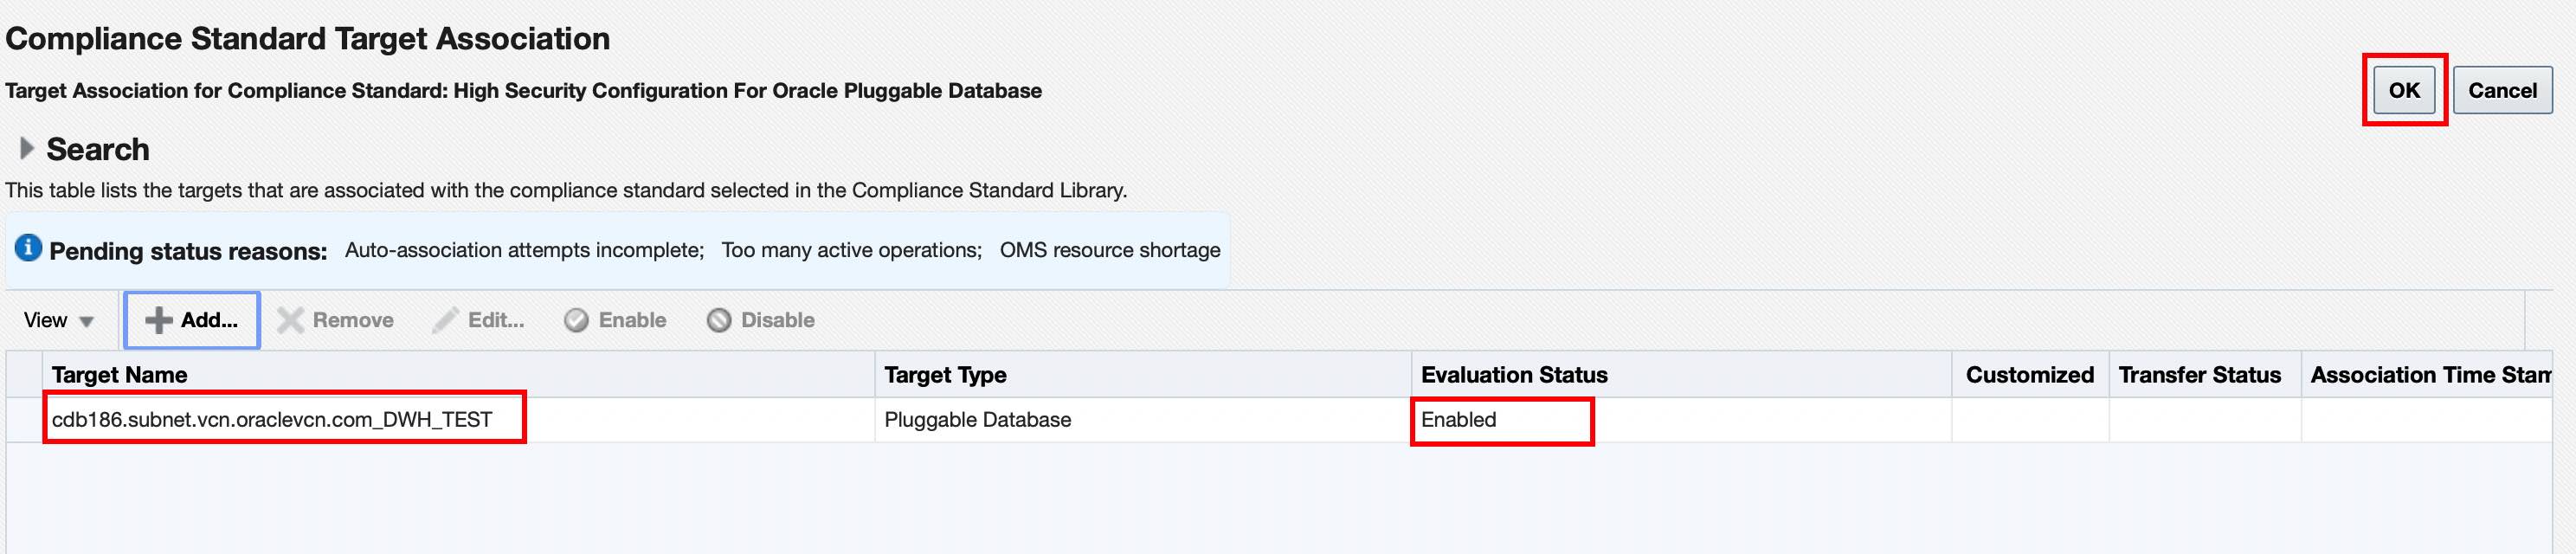 Compliance Standard Target Association
Target Association for Compliance Standard: High Security Configuration For Oracle Pluggable Database
OK
Cancel
Search
This table lists the targets that are associated with the compliance standard selected in the Compliance Standard Library.
Pending status reasons: Auto-association attempts incomplete; Too many active operations; OMS resource shortage
View Add... Remove Edit... Enable Disable
Target Name Target Type Evaluation Status Customized Transfer Status Association Time Stam
cdb186.subnet.vcn.oraclevcn.com_DWH_TEST Pluggable Database Enabled